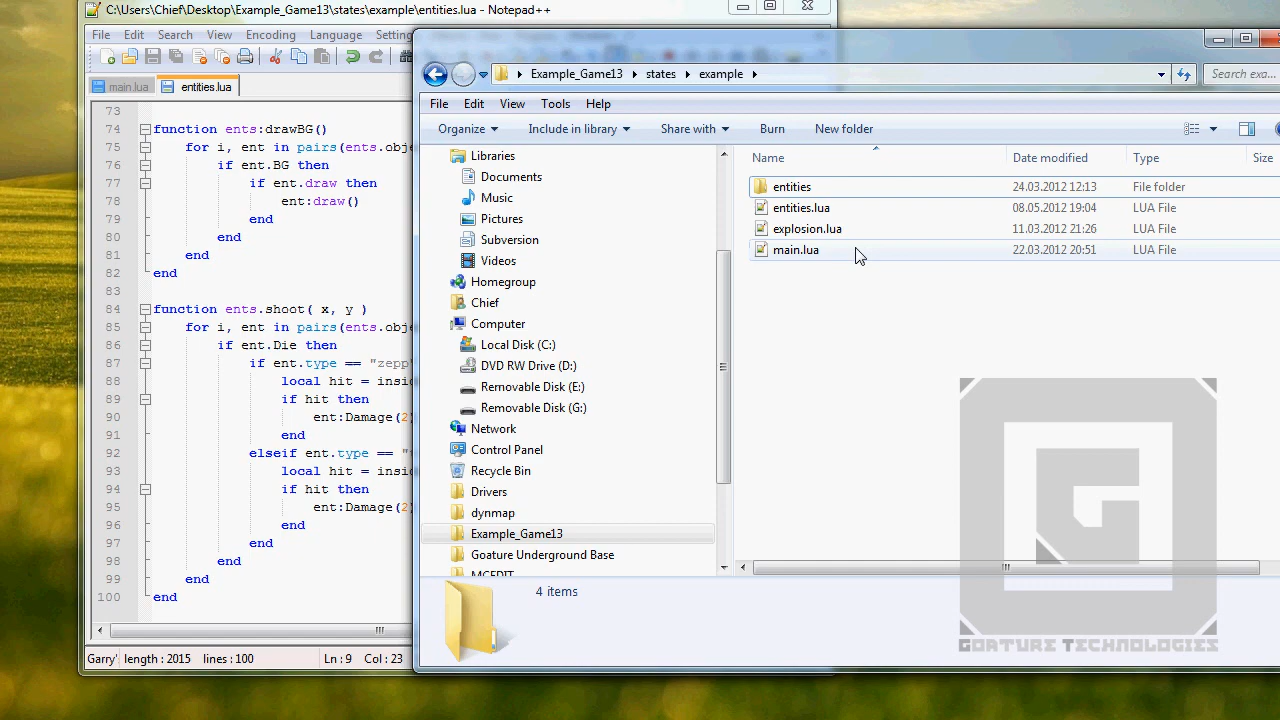 C:\Users\Chief\Desktop\Example_Game13\states\example\entities.lua - Notepad++
File Edit Search View Encoding Language
main.lua entities.lua
73
74 function ents:drawBG()
75 for i, ent in pairs(ents.obje
76 if ent.BG then
77 if ent.draw then
78 ent:draw()
79 end
80 end
81 end
82 end
83
84 function ents.shoot( x, y )
85 for i, ent in pairs(ents.obje
86 if ent.Die then
87 if ent.type == "zepp"
88 local hit = insid
89 if hit then
90 ent:Damage(2)
91 end
92 elseif ent.type == "
93 local hit = insid
94 if hit then
95 ent:Damage(2)
96 end
97 end
98 end
99 end
100 end
Garry' length : 2015 lines : 100 Ln : 9 Col : 23
Example_Game13 states example
Search exa...
File Edit View Tools Help
Organize Include in library Share with Burn New folder
Libraries
Documents
Music
Pictures
Subversion
Videos
Homegroup
Chief
Computer
Local Disk (C:)
DVD RW Drive (D:)
Removable Disk (E:)
Removable Disk (G:)
Network
Control Panel
Recycle Bin
Drivers
dynmap
Example_Game13
Goature Underground Base
MCEDIT
Name Date modified Type Size
entities 24.03.2012 12:13 File folder
entities.lua 08.05.2012 19:04 LUA File
explosion.lua 11.03.2012 21:26 LUA File
main.lua 22.03.2012 20:51 LUA File
4 items
Goature Technologies